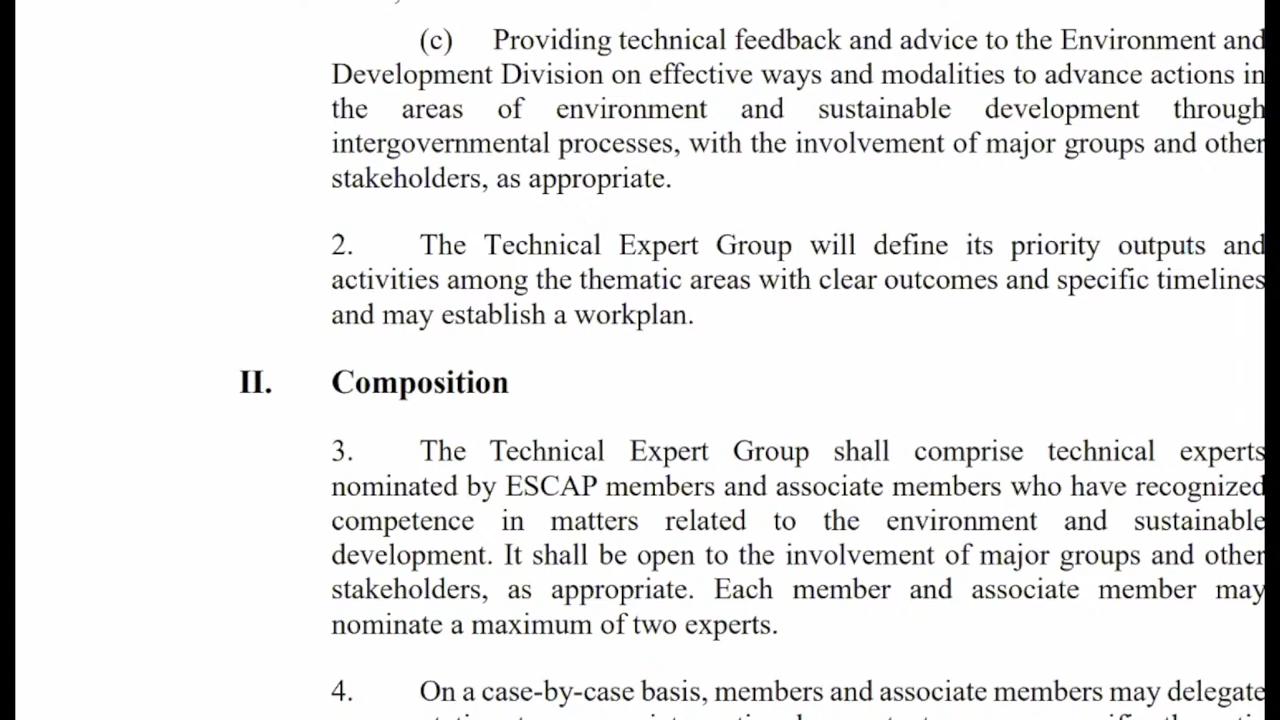 (c) Providing technical feedback and advice to the Environment and
Development Division on effective ways and modalities to advance actions in
the areas of environment and sustainable development through
intergovernmental processes, with the involvement of major groups and other
stakeholders, as appropriate.
2. The Technical Expert Group will define its priority outputs and
activities among the thematic areas with clear outcomes and specific timelines
and may establish a workplan.
II. Composition
3. The Technical Expert Group shall comprise technical experts
nominated by ESCAP members and associate members who have recognized
competence in matters related to the environment and sustainable
development. It shall be open to the involvement of major groups and other
stakeholders, as appropriate. Each member and associate member may
nominate a maximum of two experts.
4. On a case-by-case basis, members and associate members may delegate